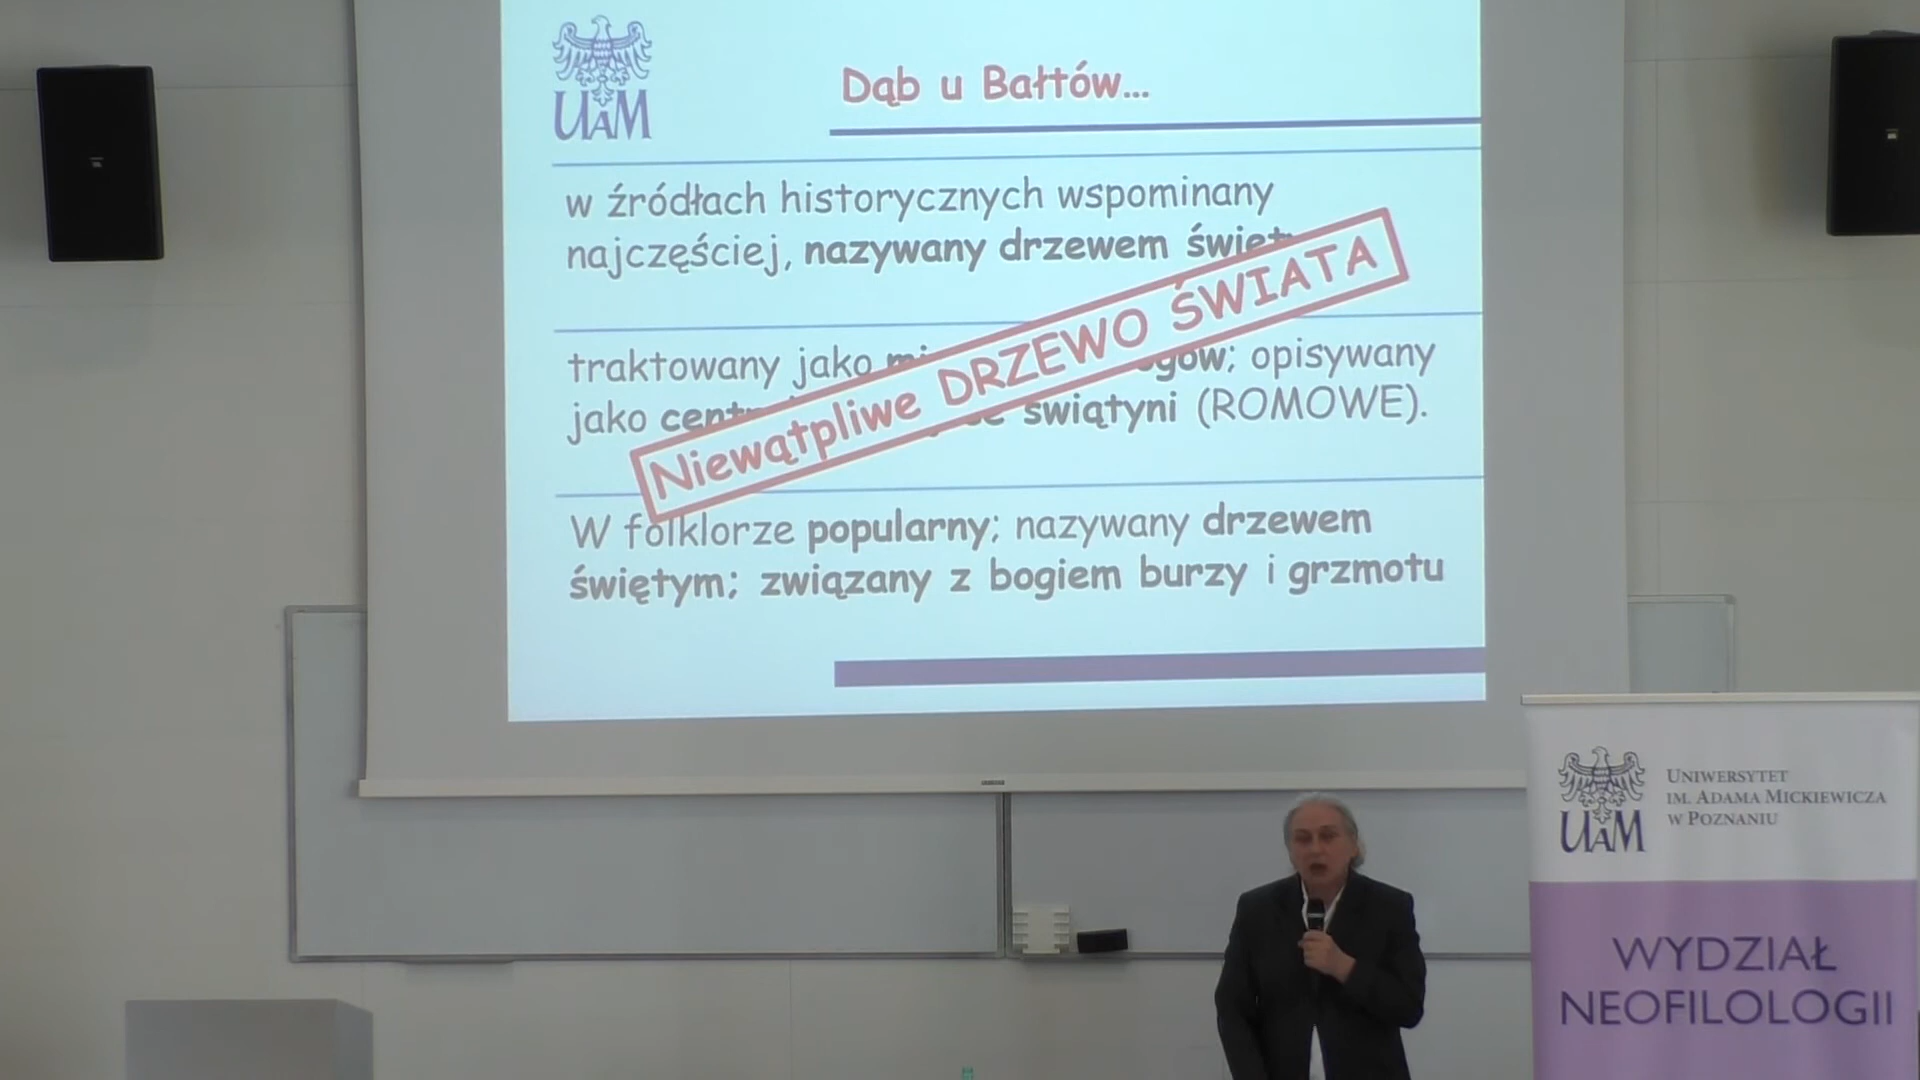 UAM
Dąb u Bałtów...
w źródłach historycznych wspominany
najczęściej, nazywany drzewem
traktowany jako opisywany
jako świątyni (ROMOWE).
Niewątpliwe DRZEWO ŚWIATA
W folklorze popularny; nazywany drzewem
świętym; związany z bogiem burzy i grzmotu
UAM
UNIWERSYTET
IM. ADAMA MICKIEWICZA
W POZNANIU
WYDZIAŁ
NEOFILOLOGII